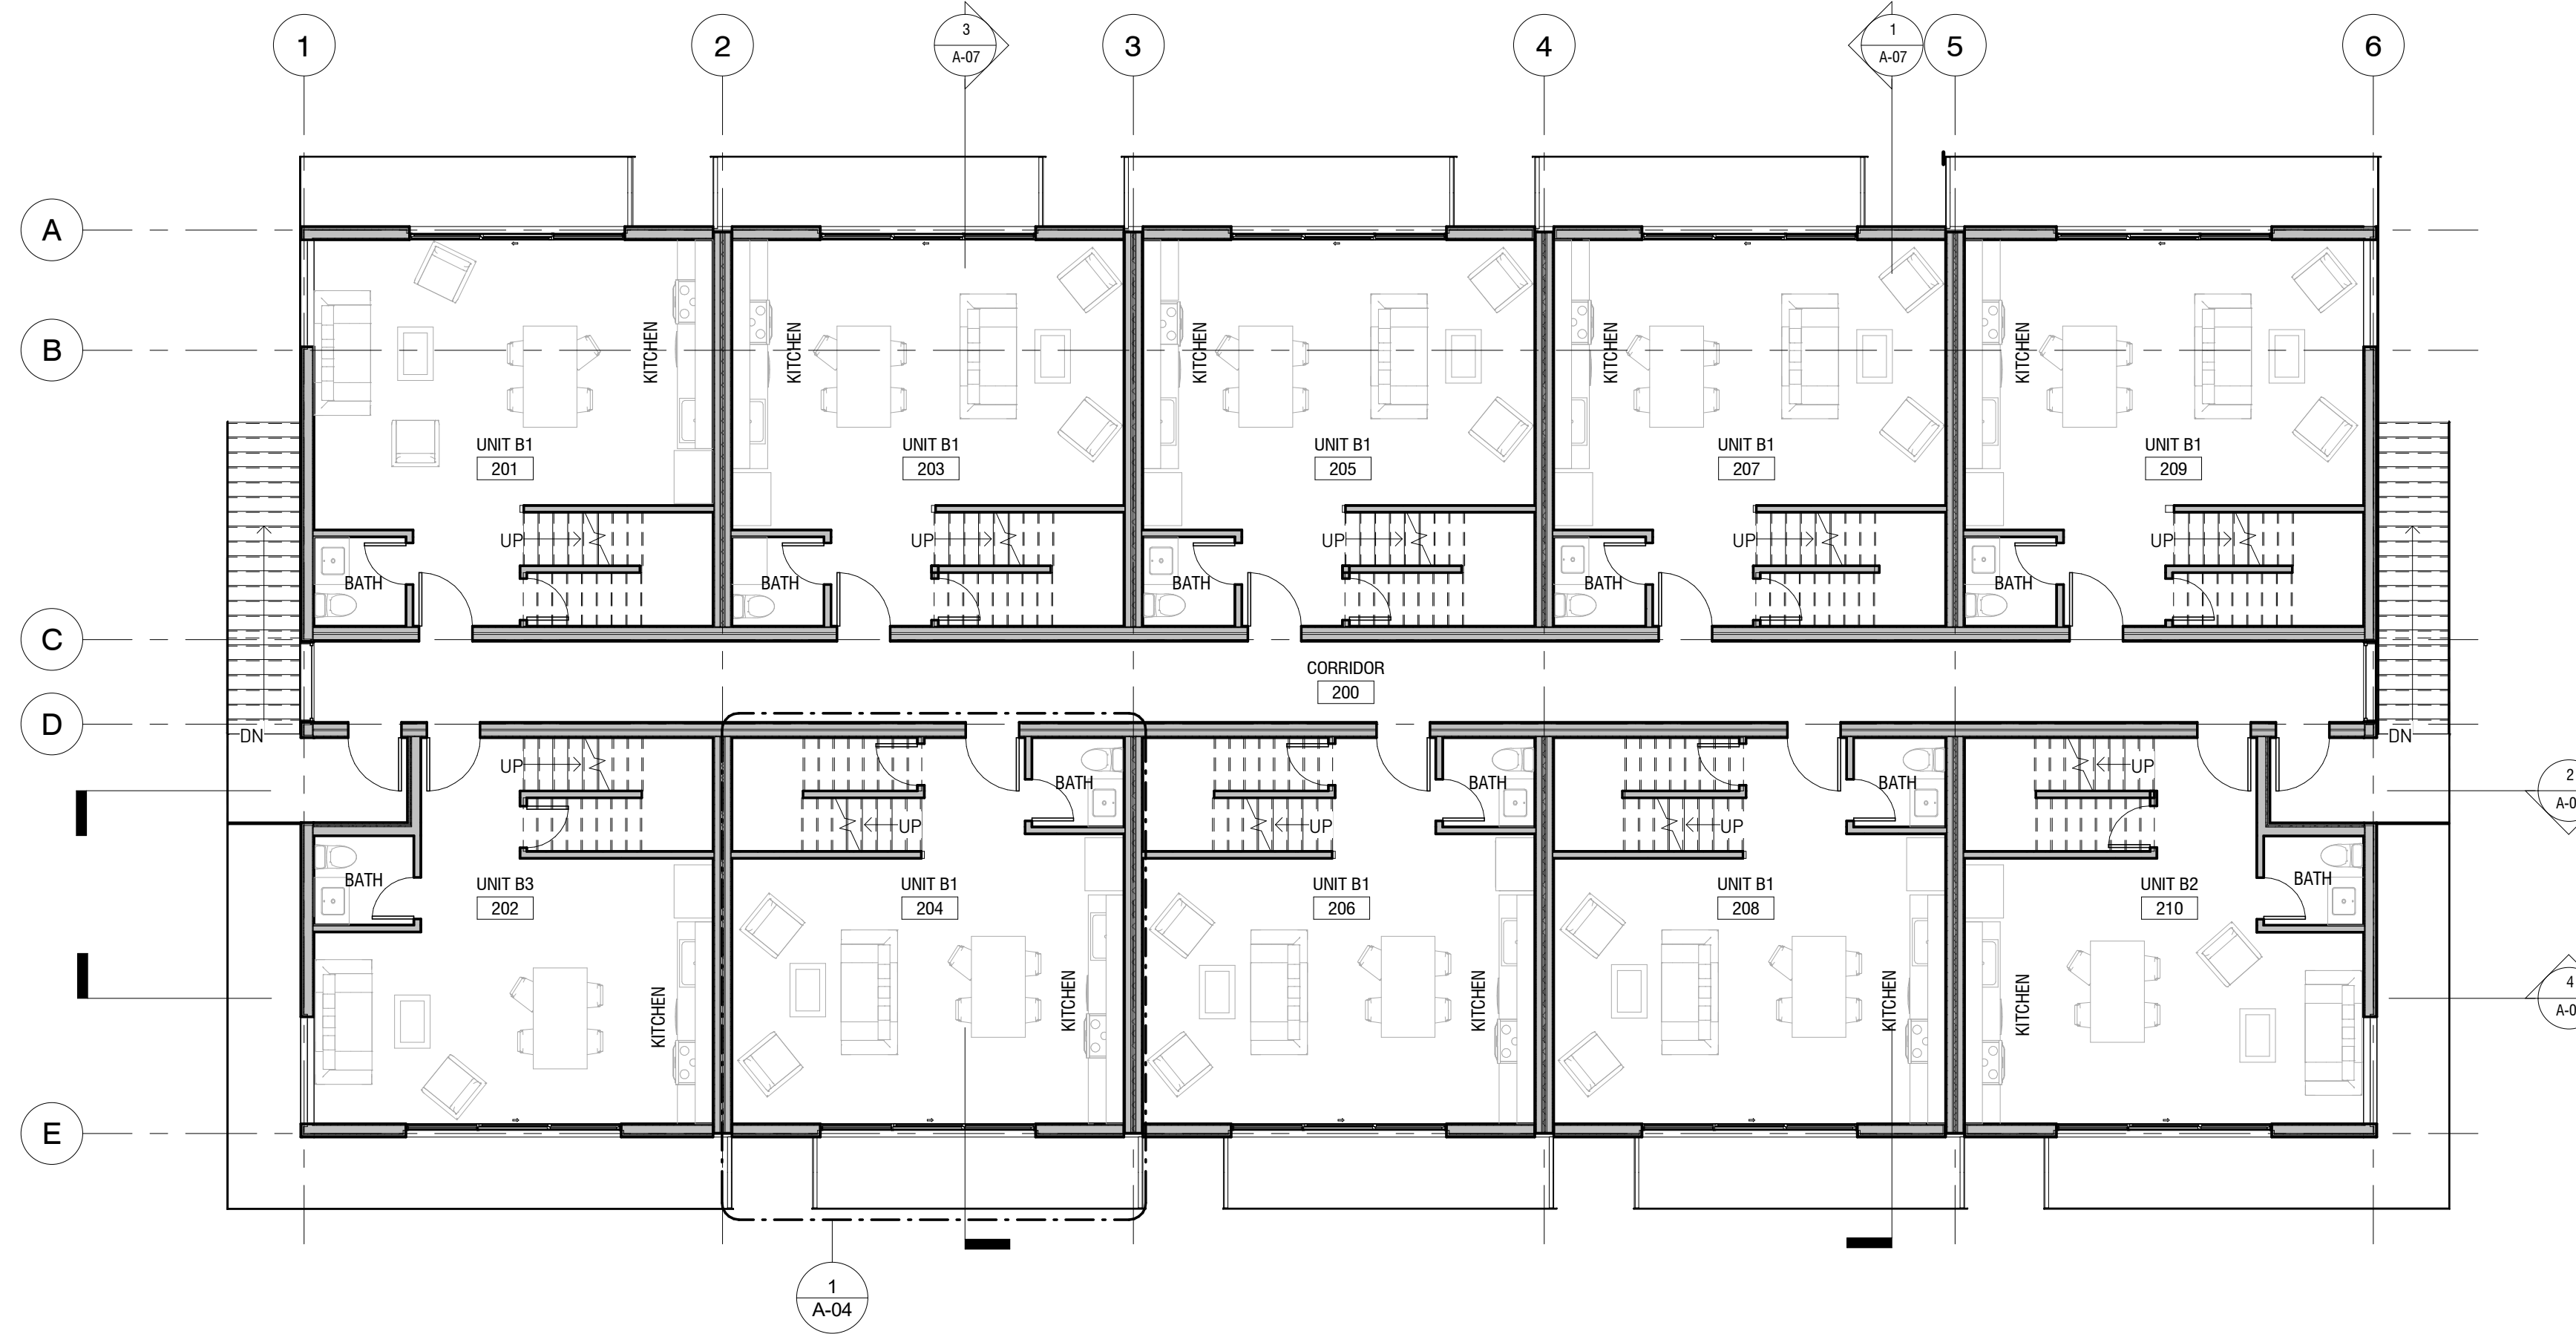 1
2
3
A-07
3
4
1
A-07
5
6
A
B
C
D
E
KITCHEN
KITCHEN
KITCHEN
KITCHEN
KITCHEN
UNIT B1
201
UNIT B1
203
UNIT B1
205
UNIT B1
207
UNIT B1
209
UP
UP
UP
UP
UP
BATH
BATH
BATH
BATH
BATH
CORRIDOR
200
DN
DN
UP
UP
UP
UP
UP
BATH
BATH
BATH
BATH
BATH
UNIT B3
202
UNIT B1
204
UNIT B1
206
UNIT B1
208
UNIT B2
210
KITCHEN
KITCHEN
KITCHEN
KITCHEN
KITCHEN
2
4
1
A-04